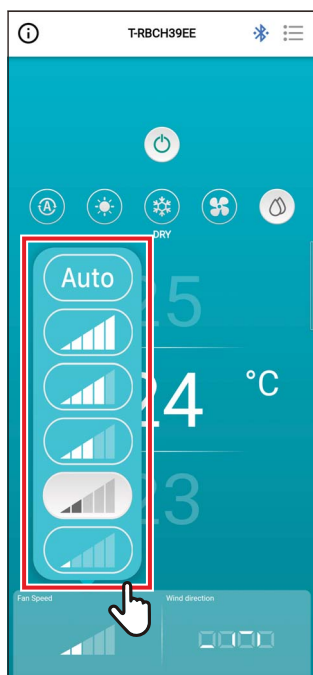 T-RBCH39EE
DRY
Auto
25
24
°C
23
Fan Speed
Wind direction